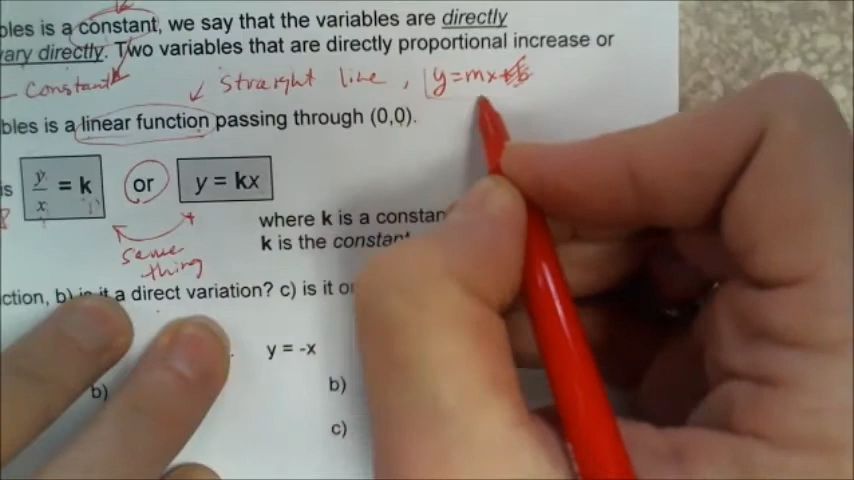 bles is a constant, we say that the variables are directly
vary directly. Two variables that are directly proportional increase or
- Constant straight line, y=mx+b
bles is a linear function passing through (0,0).
is y/x = k or y = kx
same
thing
where k is a constan
k is the constant
ction, b) is it a direct variation? c) is it o
y = -x
b) b)
c)